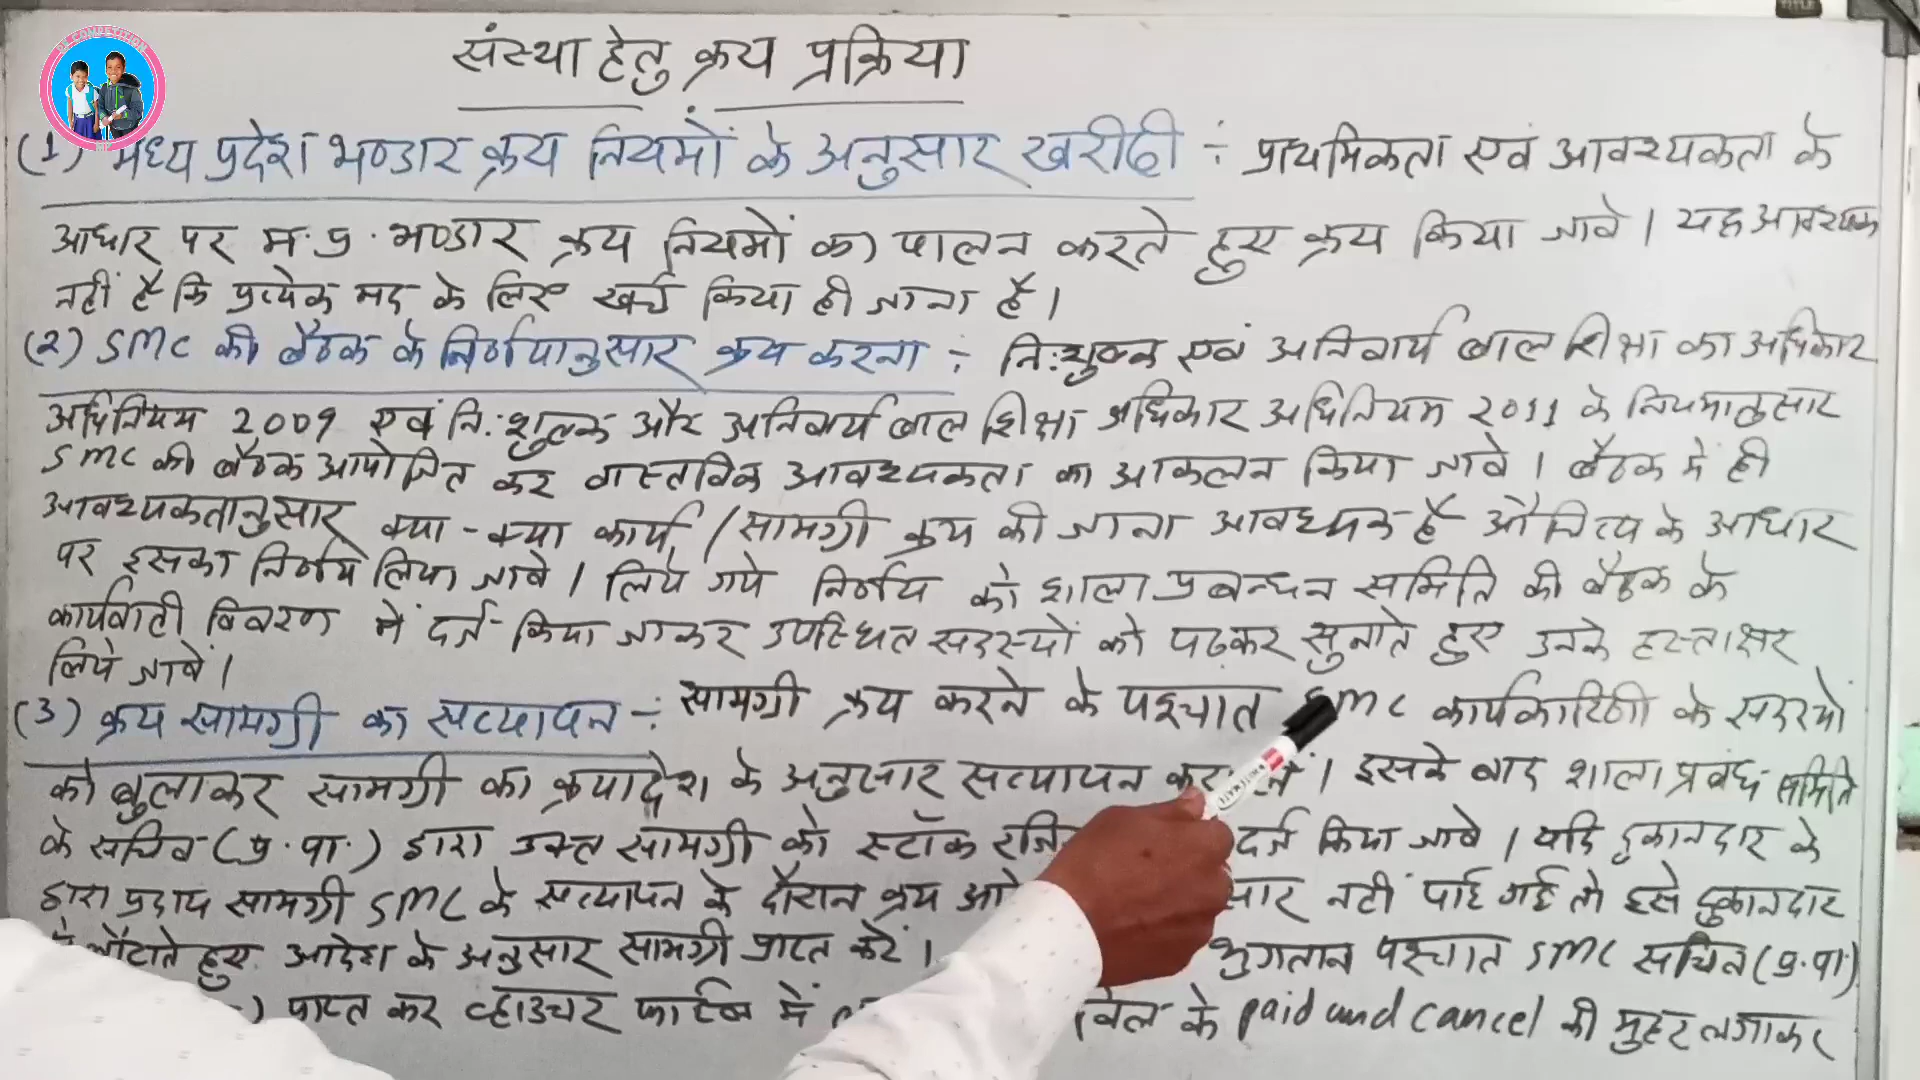 DE COMPETITION
संस्था हेतु क्रय प्रक्रिया
(1) मध्य प्रदेश भण्डार क्रय नियमों के अनुसार खरीदी ÷ प्राथमिकता एवं आवश्यकता के
आधार पर म.प्र. भण्डार क्रय नियमों का पालन करते हुए क्रय किया जावे। यह आवश्यक
नहीं है कि प्रत्येक मद के लिए खर्च किया ही जाना है।
(2) SMC की बैठक के निर्णयानुसार क्रय करना ÷ नि:शुल्क एवं अनिवार्य बाल शिक्षा का अधिकार
अधिनियम 2009 एवं नि:शुल्क और अनिवार्य बाल शिक्षा अधिकार अधिनियम 2011 के नियमानुसार
SMC की बैठक आयोजित कर वास्तविक आवश्यकता का आकलन किया जावे। बैठक में ही
आवश्यकतानुसार क्या-क्या कार्य/सामग्री क्रय की जाना आवश्यक है औचित्य के आधार
पर इसका निर्णय लिया जावे। लिये गये निर्णय को शाला प्रबन्धन समिति की बैठक के
कार्यवाही विवरण में दर्ज किया जाकर उपस्थित सदस्यों को पढ़कर सुनाते हुए उनके हस्ताक्षर
लिये जावें।
(3) क्रय सामग्री का सत्यापन ÷ सामग्री क्रय करने के पश्चात SMC कार्यकारिणी के सदस्यों
को बुलाकर सामग्री का क्रयादेश के अनुसार सत्यापन इसके बाद शाला प्रबंध समिति
के सचिव (प्र.पा.) द्वारा उक्त सामग्री को स्टॉक दर्ज किया जावे। यदि दुकानदार के
द्वारा प्रदाय सामग्री SMC के सत्यापन के दौरान क्रय नहीं पाई गई तो इसे दुकानदार
लौटाते हुए आदेश के अनुसार सामग्री प्राप्त करें। भुगतान पश्चात SMC सचिव (प्र.पा.)
प्राप्त कर व्हाउचर फाईल में के paid and cancel की मुहर लगाकर